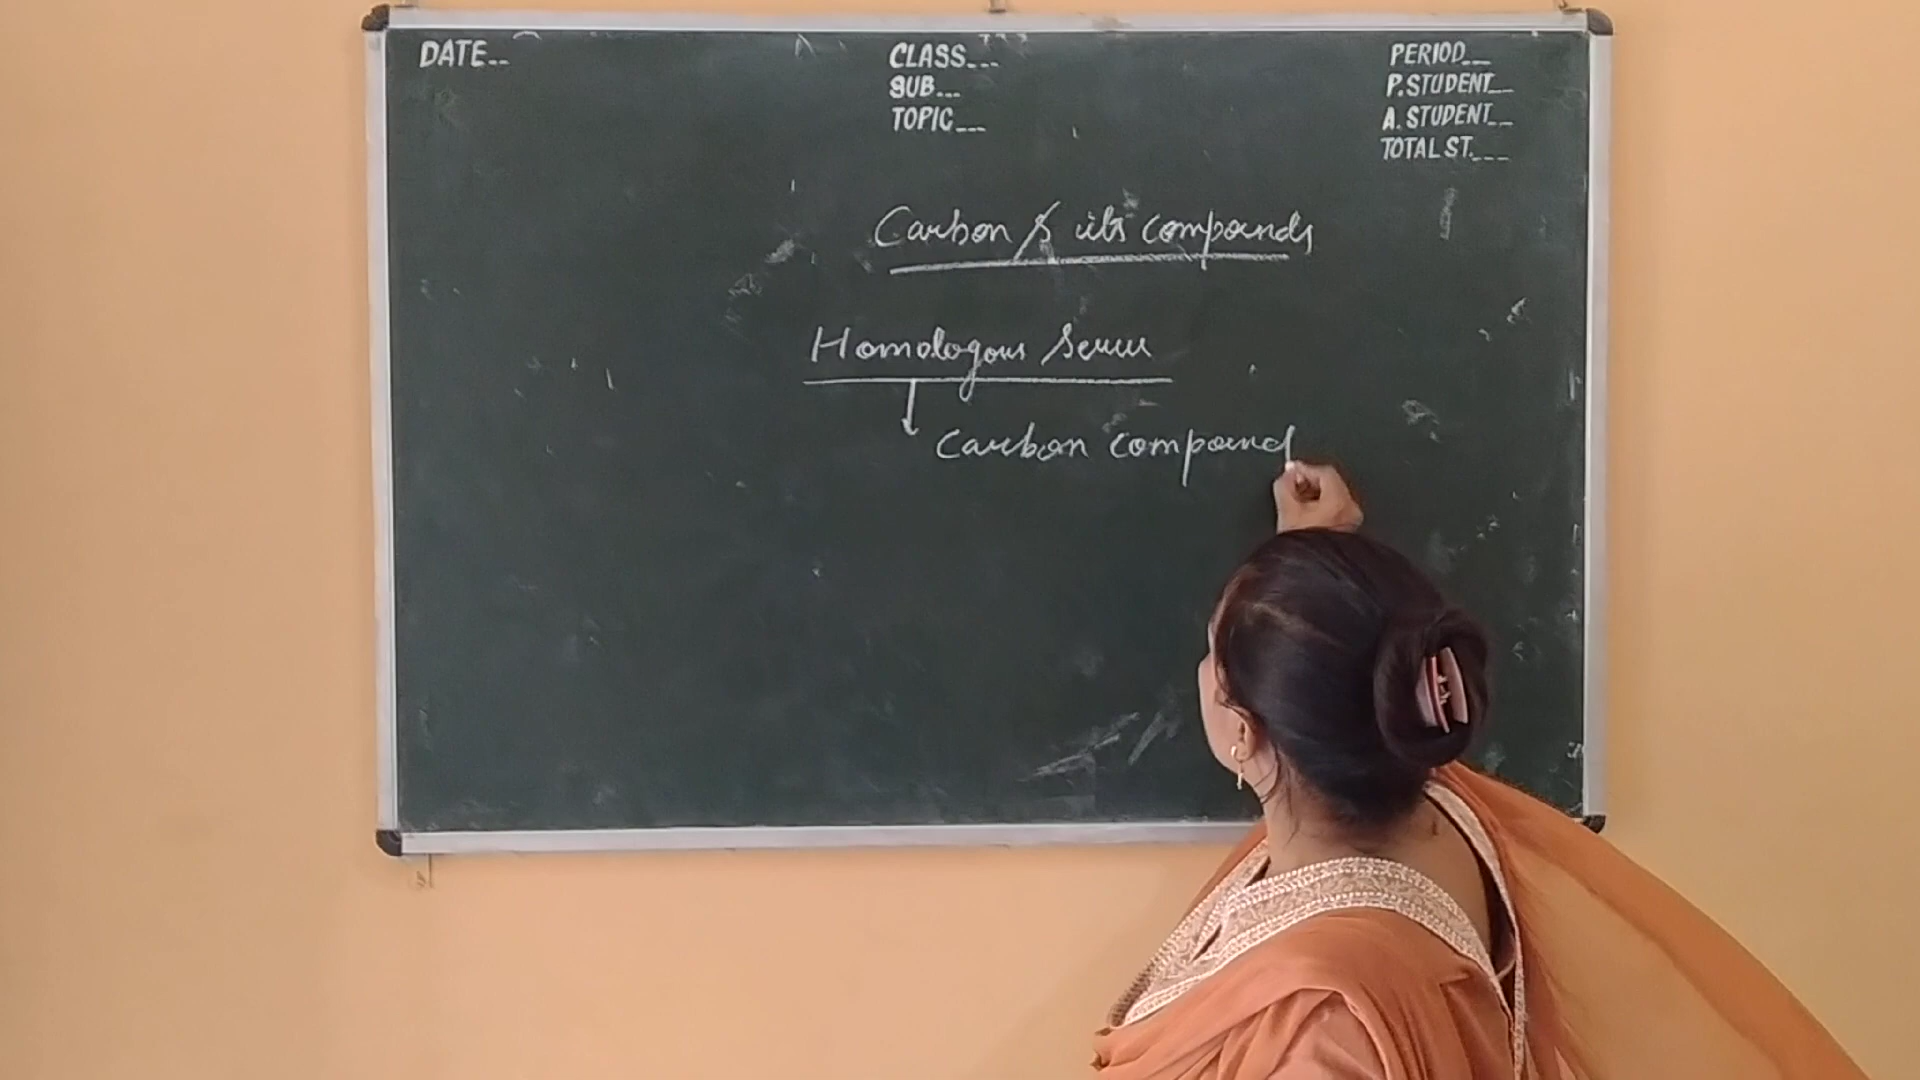 DATE..
CLASS...
SUB...
TOPIC...
PERIOD...
P.STUDENT...
A.STUDENT...
TOTAL ST....
Carbon & its compounds
Homologous Series
Carbon compound